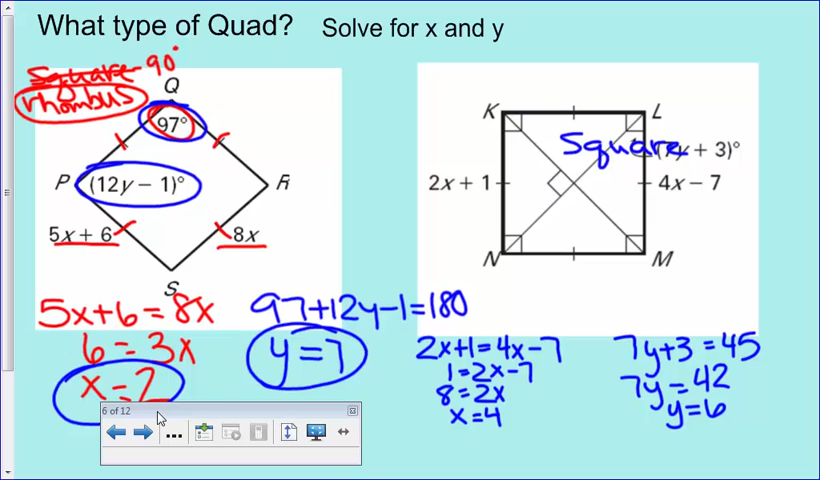 What type of Quad? Solve for x and y
Square - 90°
rhombus
Q
97°
P (12y − 1)° R
5x + 6 8x
S
5x+6=8x
6=3x
x=2
97+12y-1=180
y=7
K L
Square y + 3)°
2x + 1 4x − 7
N M
2x+1=4x-7
1=2x-7
8=2x
x=4
7y+3=45
7y=42
y=6
6 of 12
...